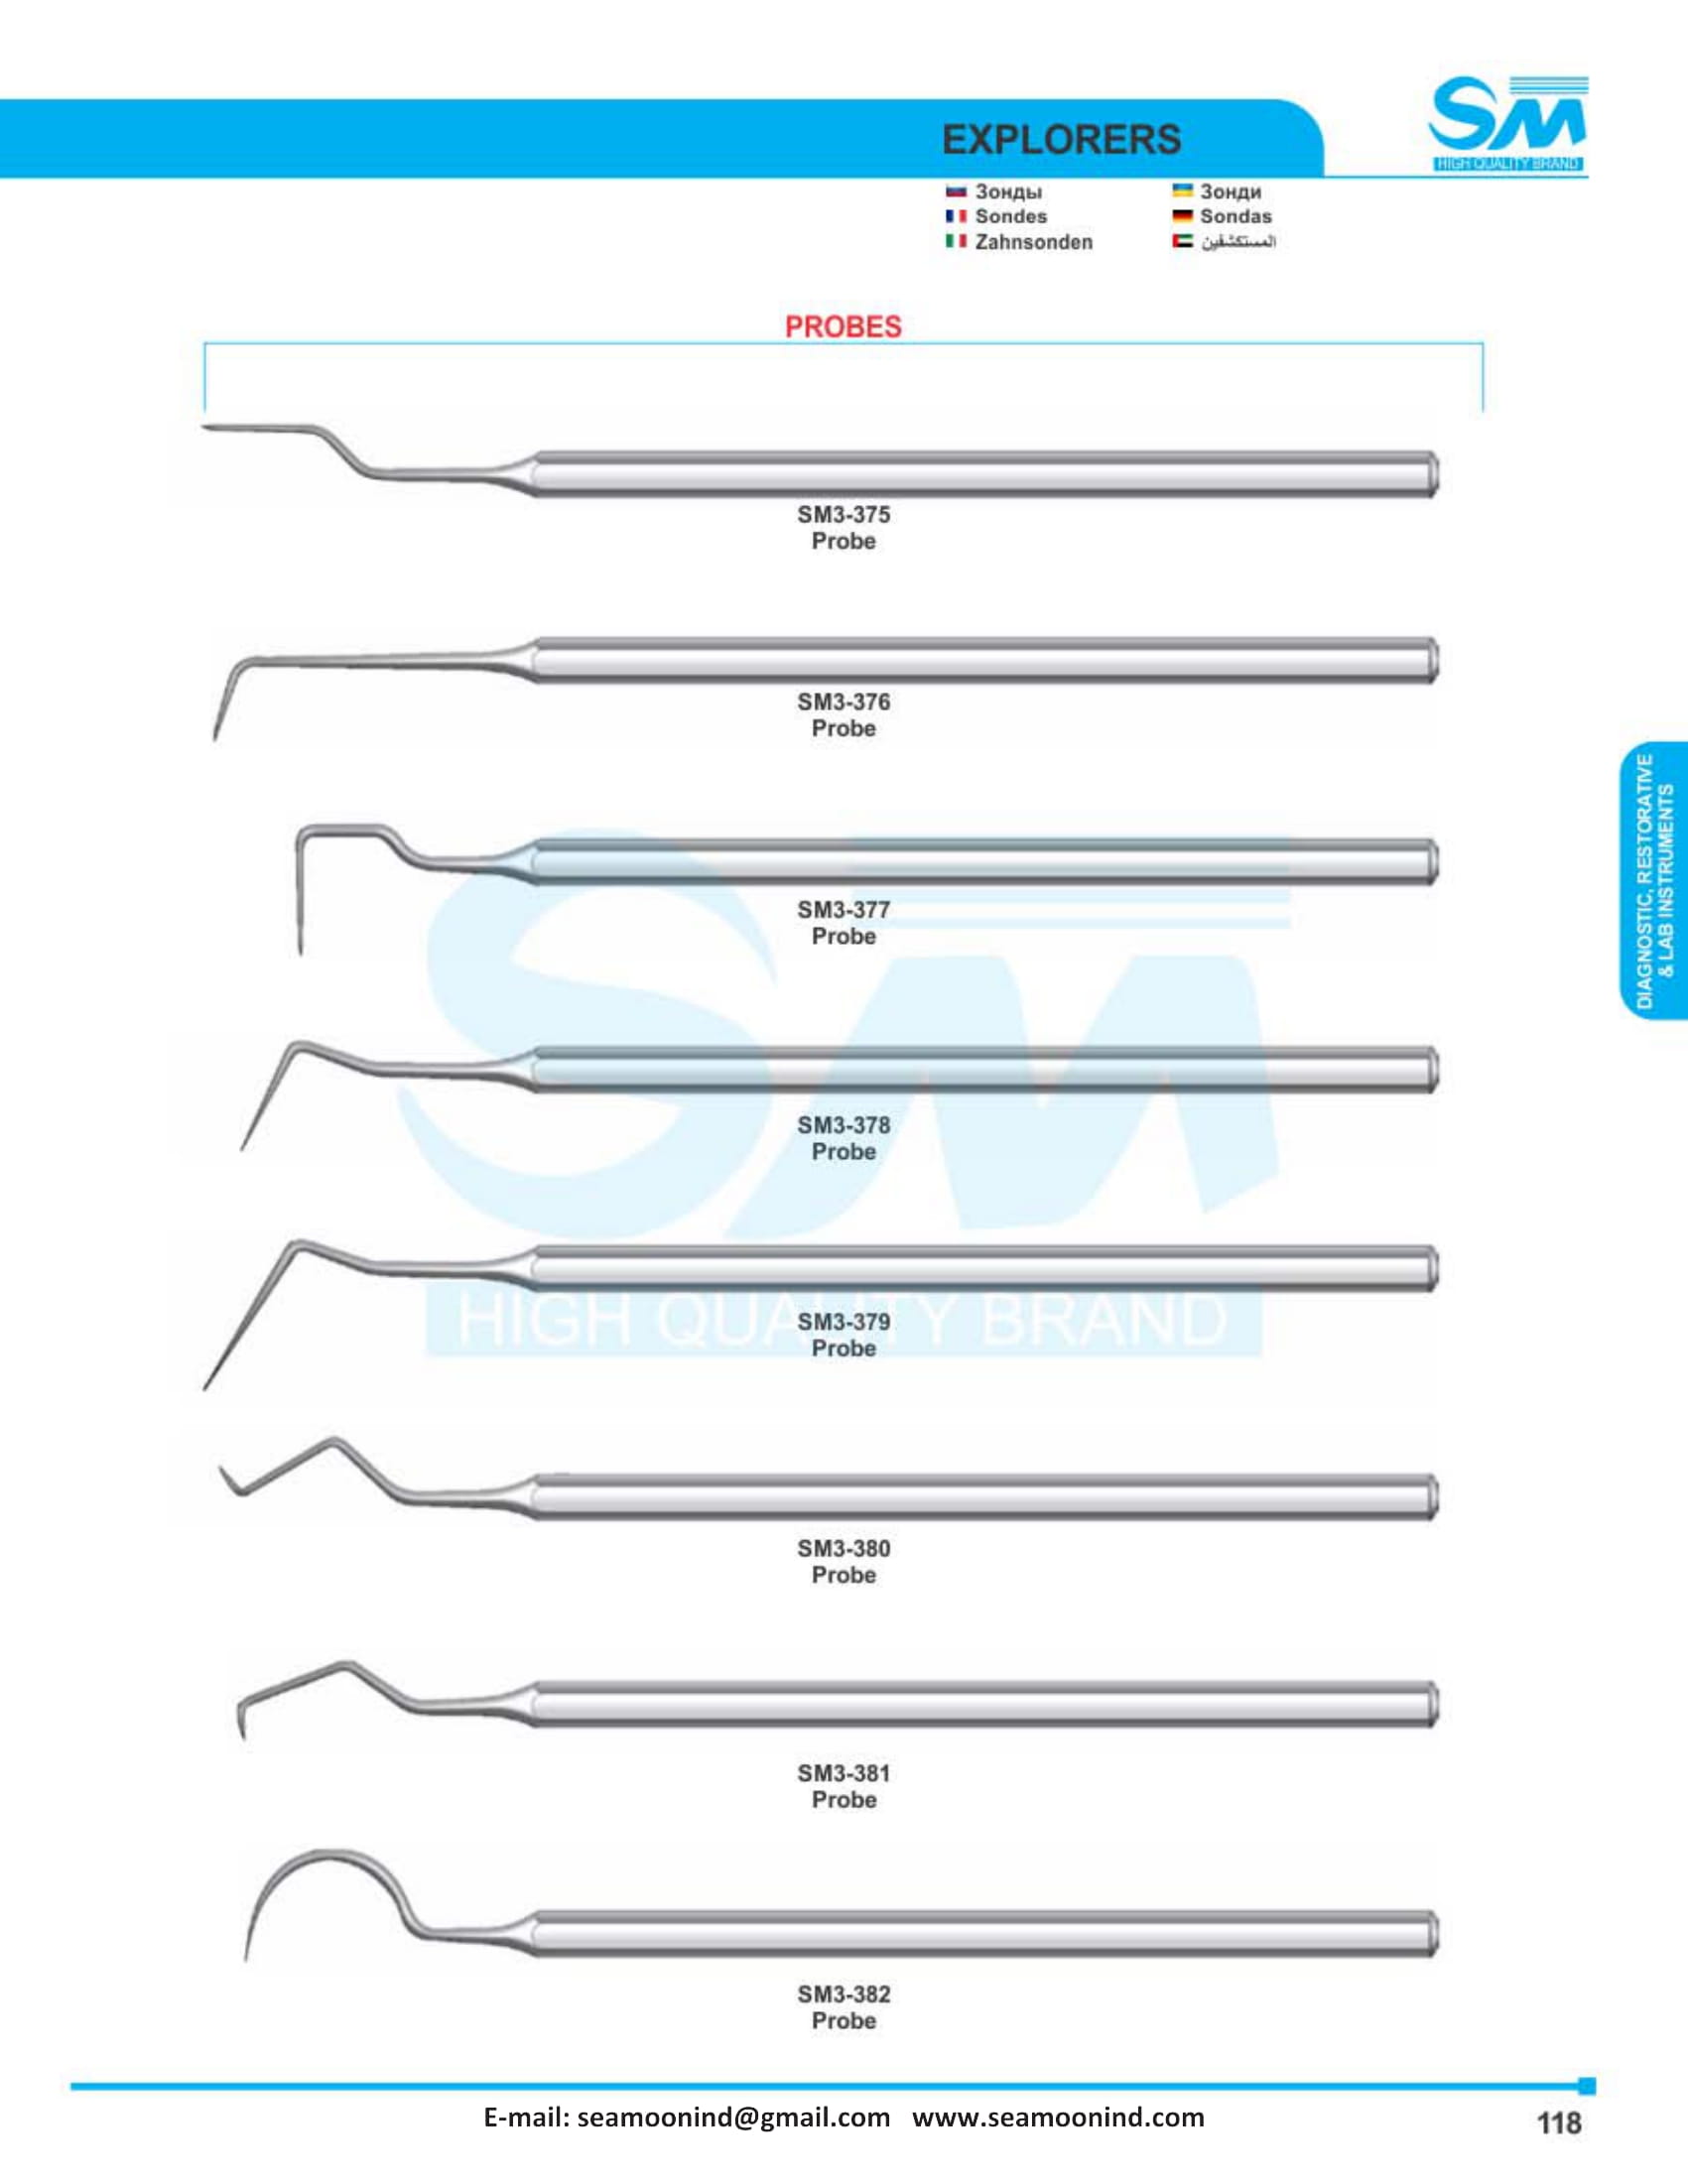 EXPLORERS
SM
HIGH QUALITY BRAND
Зонды
Зонди
Sondes
Sondas
Zahnsonden
المستكشفين
PROBES
SM3-375
Probe
SM3-376
Probe
SM3-377
Probe
SM3-378
Probe
SM3-379
Probe
SM3-380
Probe
SM3-381
Probe
SM3-382
Probe
SM
HIGH QUALITY BRAND
DIAGNOSTIC, RESTORATIVE
& LAB INSTRUMENTS
E-mail: seamoonind@gmail.com www.seamoonind.com
118